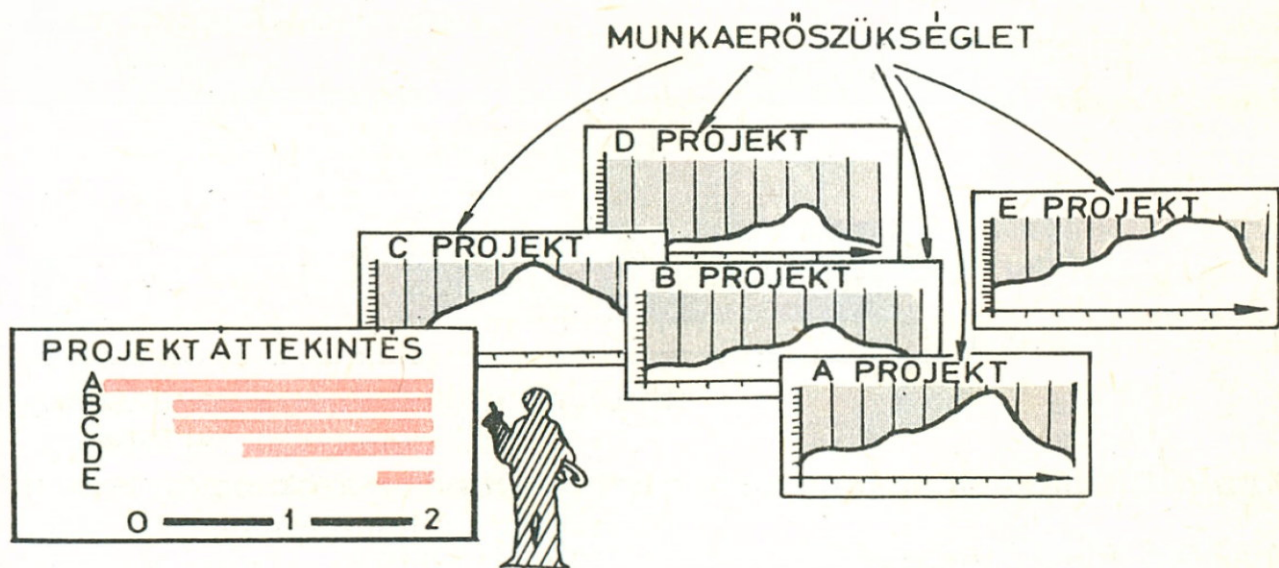 MUNKAERŐSZÜKSÉGLET
D PROJEKT
E PROJEKT
C PROJEKT
B PROJEKT
PROJEKT ÁTTEKINTÉS
A PROJEKT
A
B
C
D
E
0 1 2